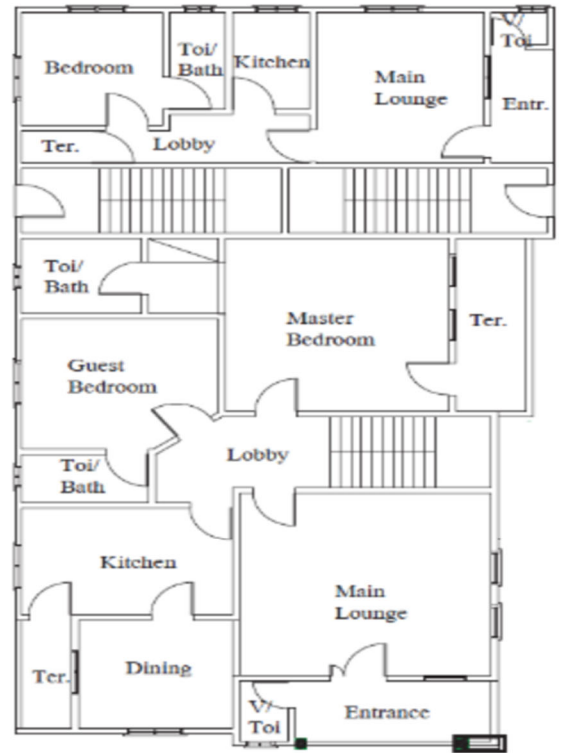 Bedroom
Toi/
Bath
Kitchen
Main
Lounge
V/
Toi
Entr.
Ter.
Lobby
Toi/
Bath
Master
Bedroom
Ter.
Guest
Bedroom
Lobby
Toi/
Bath
Kitchen
Main
Lounge
Ter.
Dining
V/
Toi
Entrance